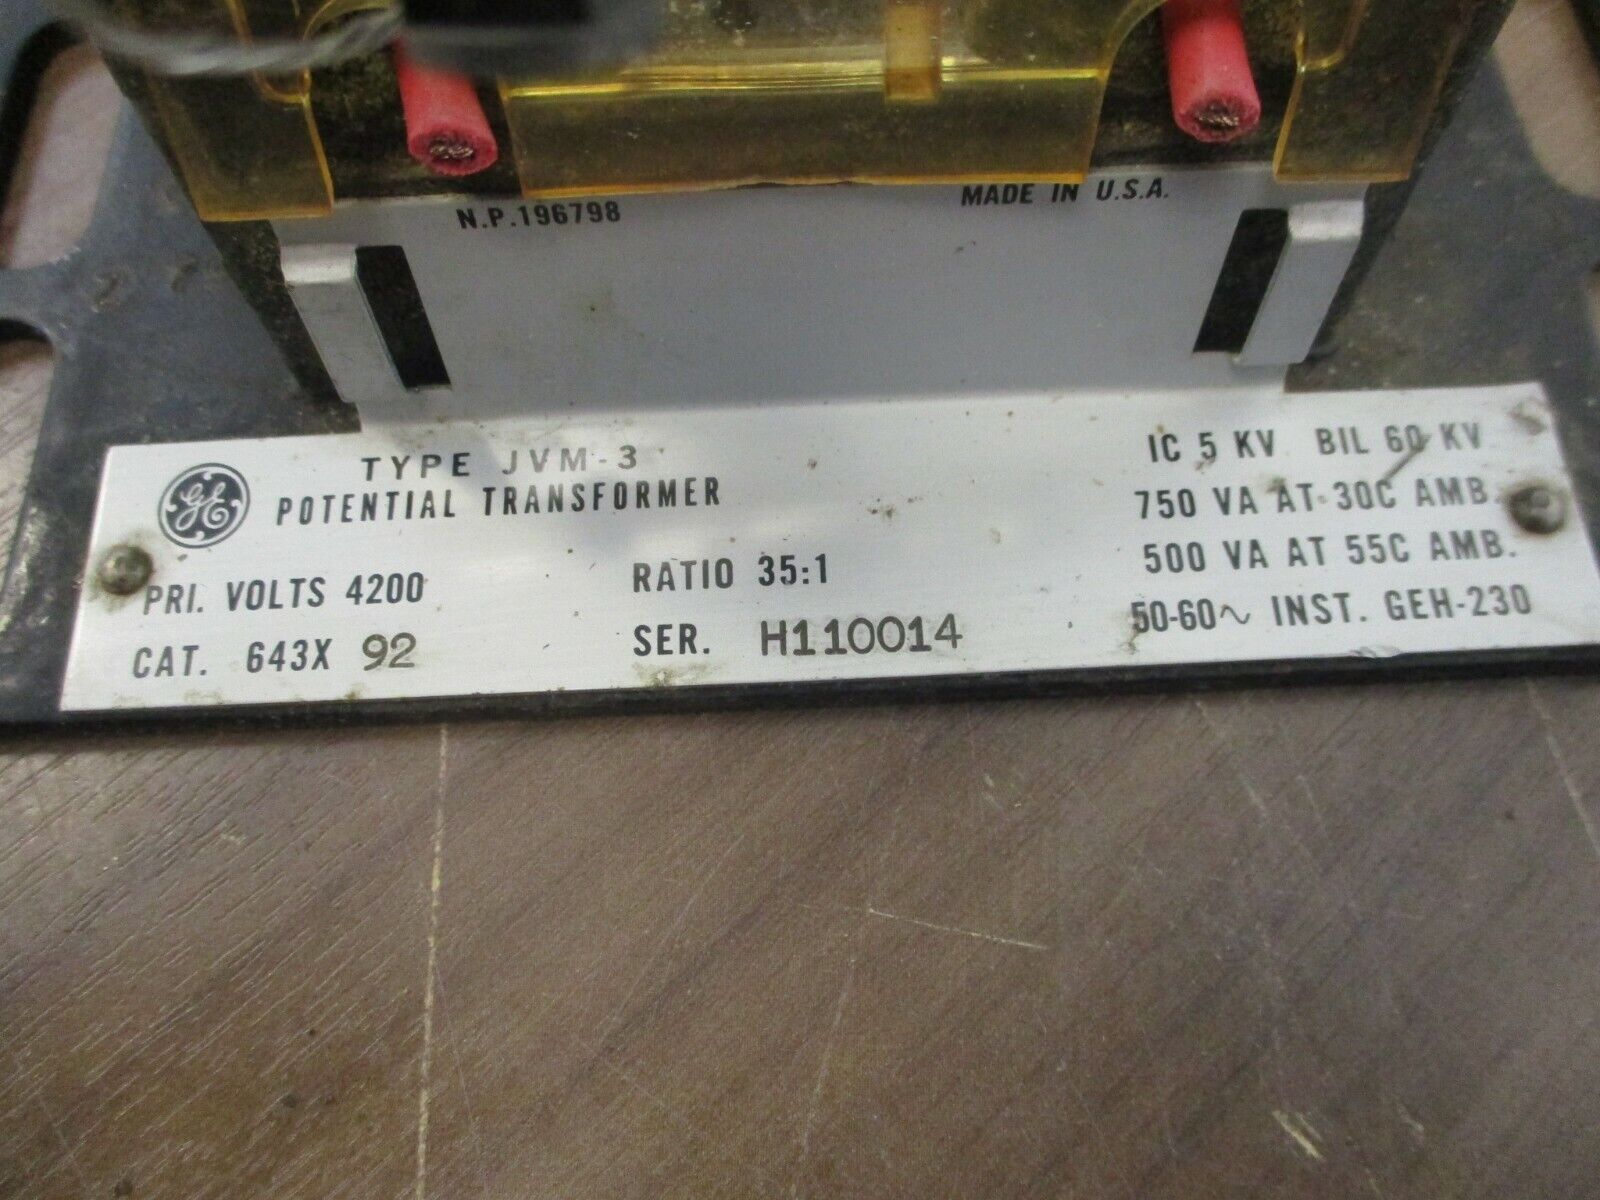 N.P.196798
MADE IN U.S.A.
GE
TYPE JVM-3
POTENTIAL TRANSFORMER
PRI. VOLTS 4200
RATIO 35:1
CAT. 643X 92
SER. H110014
IC 5 KV BIL 60 KV
750 VA AT 30C AMB.
500 VA AT 55C AMB.
50-60~ INST. GEH-230